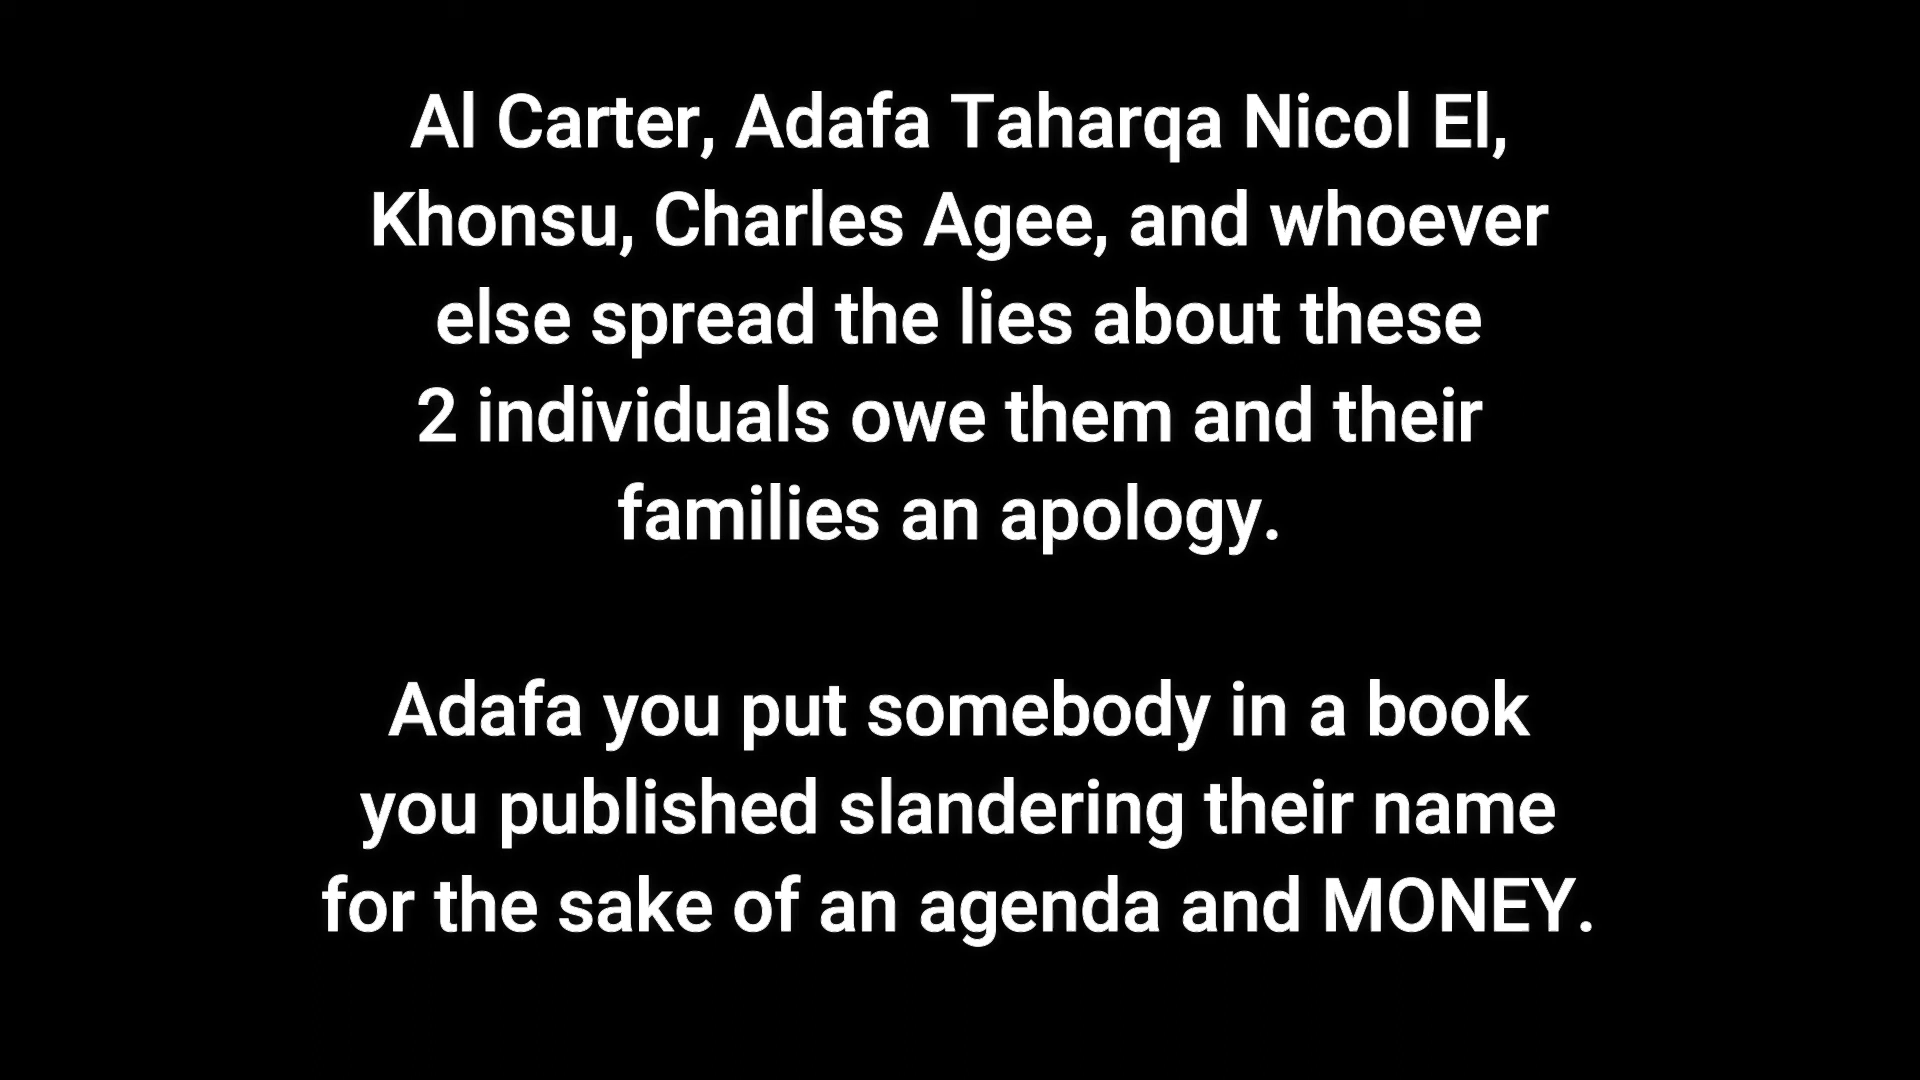 Al Carter, Adafa Taharqa Nicol El,
Khonsu, Charles Agee, and whoever
else spread the lies about these
2 individuals owe them and their
families an apology.
Adafa you put somebody in a book
you published slandering their name
for the sake of an agenda and MONEY.